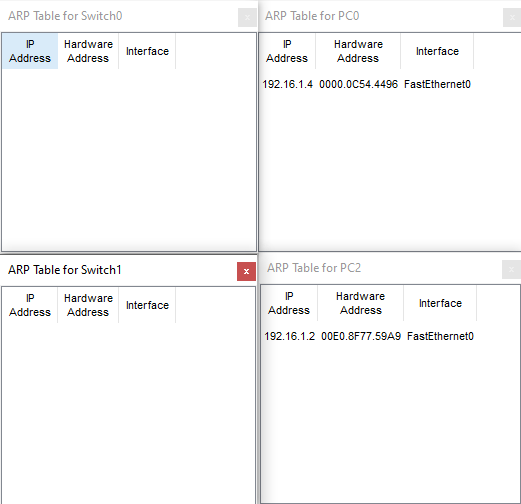 ARP Table for Switch0
x
IP Address
Hardware Address
Interface
ARP Table for PC0
x
IP Address
Hardware Address
Interface
192.16.1.4 0000.0C54.4496 FastEthernet0
ARP Table for Switch1
x
IP Address
Hardware Address
Interface
ARP Table for PC2
x
IP Address
Hardware Address
Interface
192.16.1.2 00E0.8F77.59A9 FastEthernet0